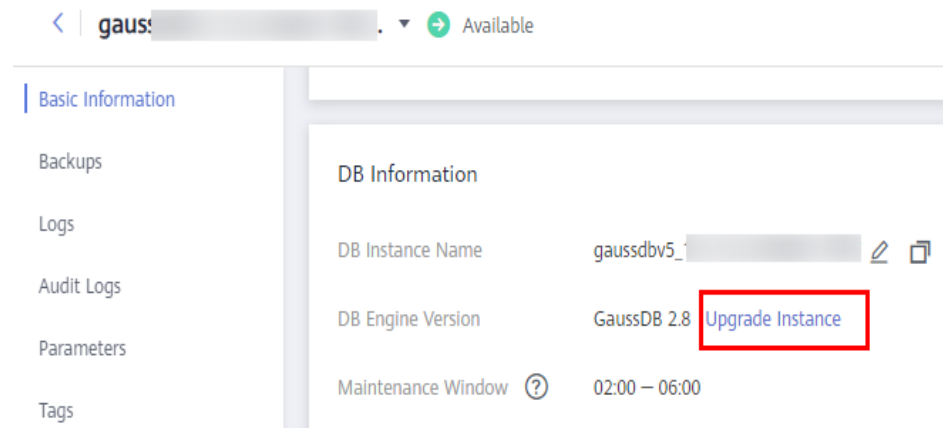 gauss
. Available
Basic Information
Backups
Logs
Audit Logs
Parameters
Tags
DB Information
DB Instance Name gaussdbv5_
DB Engine Version GaussDB 2.8 Upgrade Instance
Maintenance Window ? 02:00 — 06:00